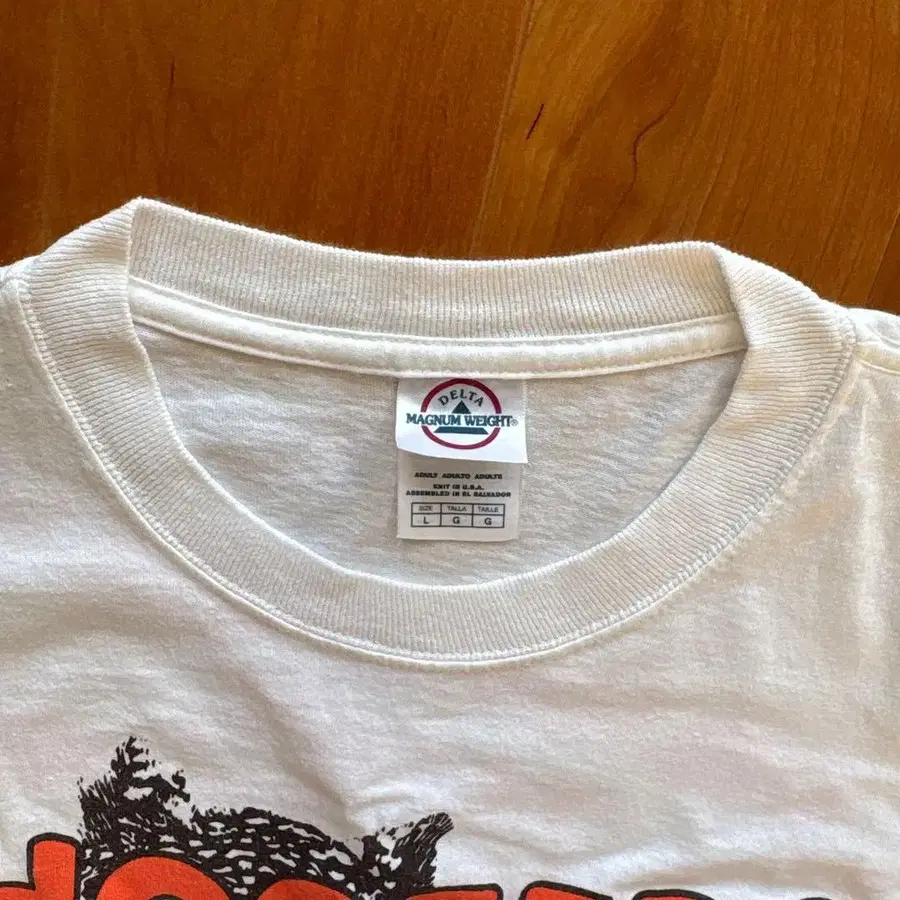 DELTA
MAGNUM WEIGHT®
ADULT ADULTO ADULTE
KNIT IN U.S.A.
ASSEMBLED IN EL SALVADOR
SIZE TALLA TAILLE
L G G